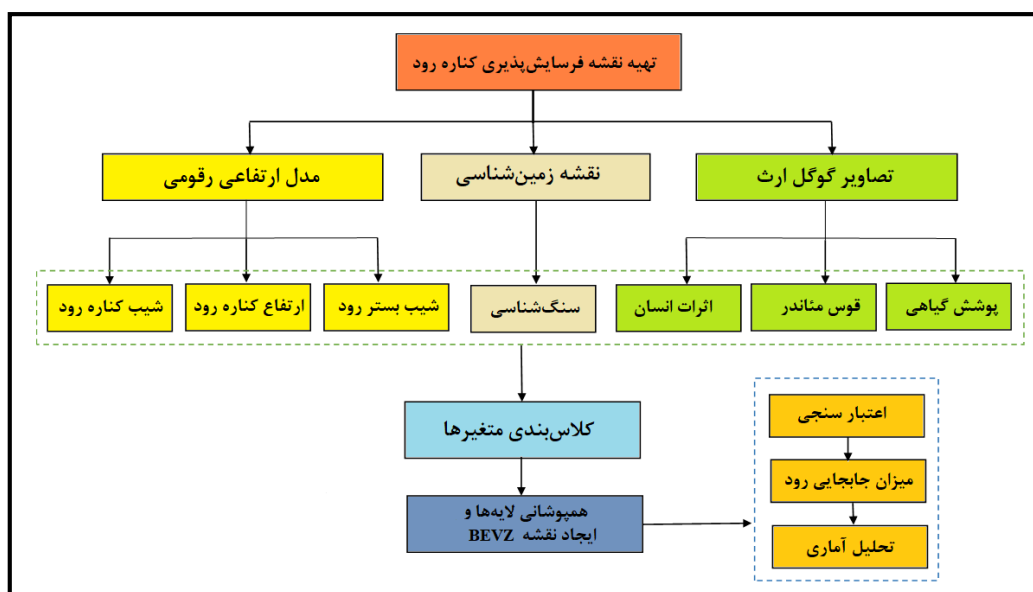 تهیه نقشه فرسایش‌پذیری کناره رود
تصاویر گوگل ارث
نقشه زمین‌شناسی
مدل ارتفاعی رقومی
پوشش گیاهی
قوس مئاندر
اثرات انسان
سنگ‌شناسی
شیب بستر رود
ارتفاع کناره رود
شیب کناره رود
کلاس‌بندی متغیرها
همپوشانی لایه‌ها و
ایجاد نقشه BEVZ
اعتبار سنجی
میزان جابجایی رود
تحلیل آماری